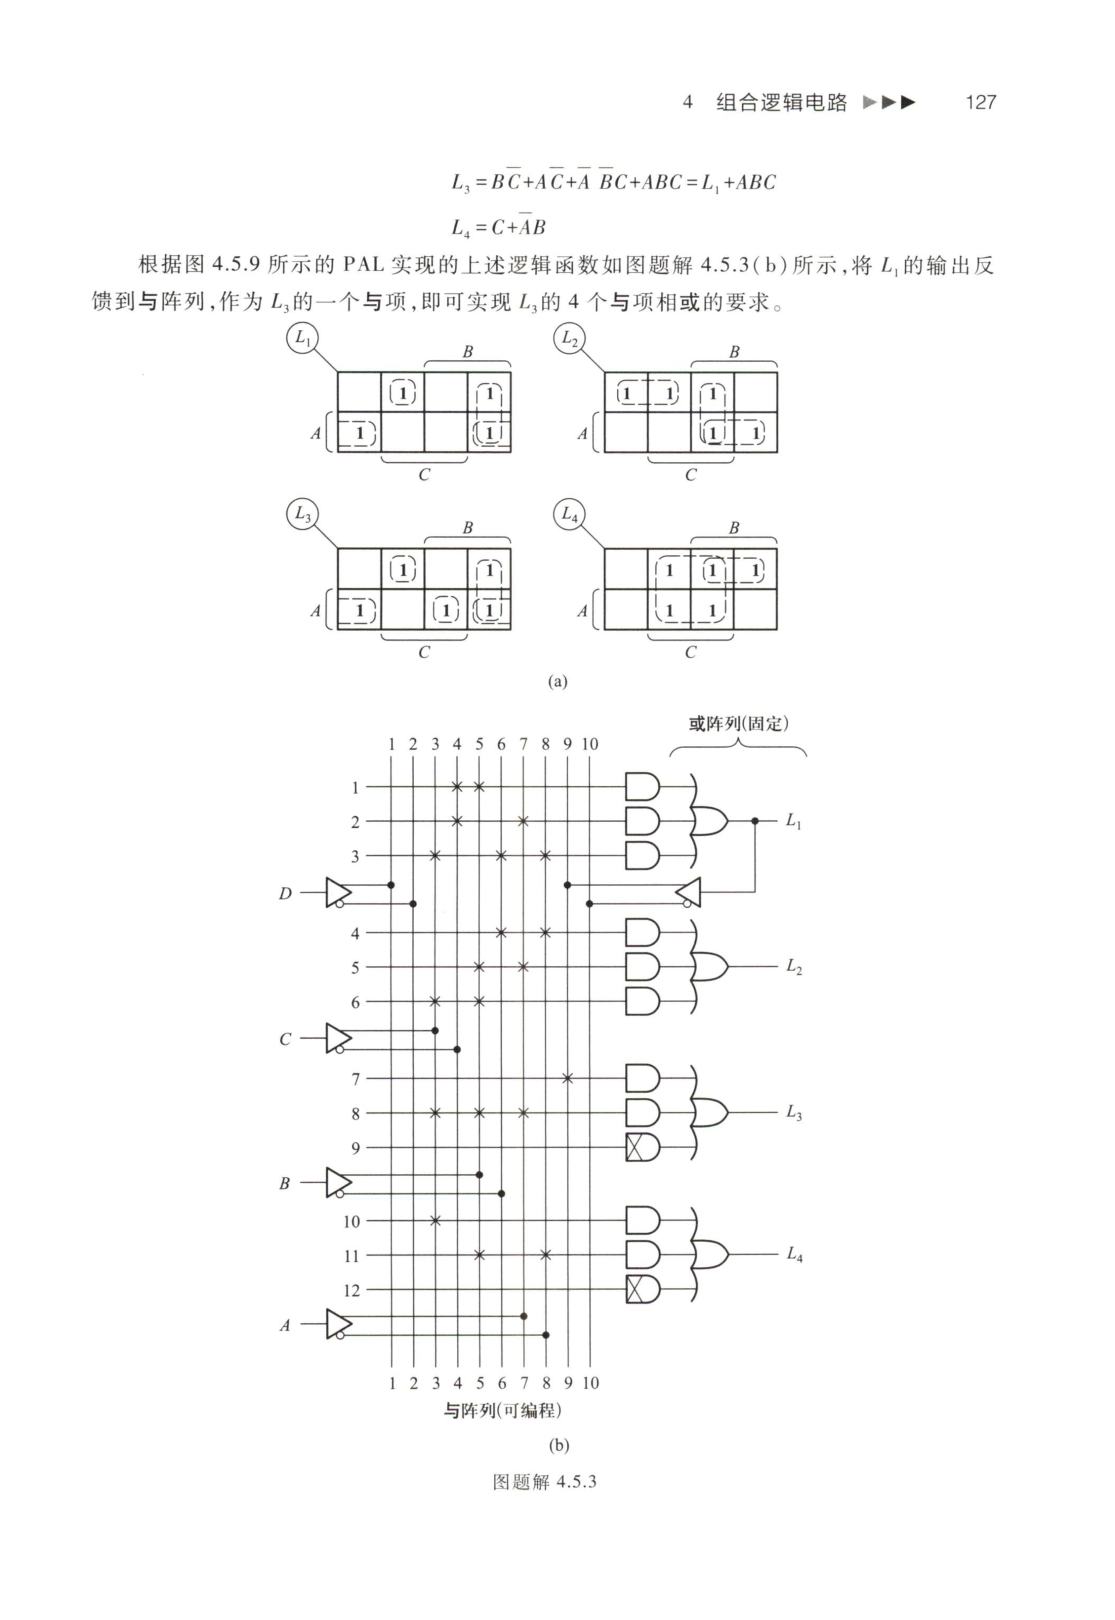 4 组合逻辑电路 ▶▶▶ 127
L₃ = BC̅+AC̅+A̅ B̅C+ABC=L₁+ABC
L₄ = C+A̅B
根据图 4.5.9 所示的 PAL 实现的上述逻辑函数如图题解 4.5.3(b)所示,将 L₁的输出反
馈到与阵列,作为 L₃的一个与项,即可实现 L₃的 4 个与项相或的要求。
L₁ B L₂ B
1 1 1 1 1
A 1 1 A 1 1
C C
L₃ B L₄ B
1 1 1 1 1
A 1 1 1 A 1 1
C C
(a)
或阵列(固定)
1 2 3 4 5 6 7 8 9 10
1
2 L₁
3
D
4
5 L₂
6
C
7
8 L₃
9
B
10
11 L₄
12
A
1 2 3 4 5 6 7 8 9 10
与阵列(可编程)
(b)
图题解 4.5.3